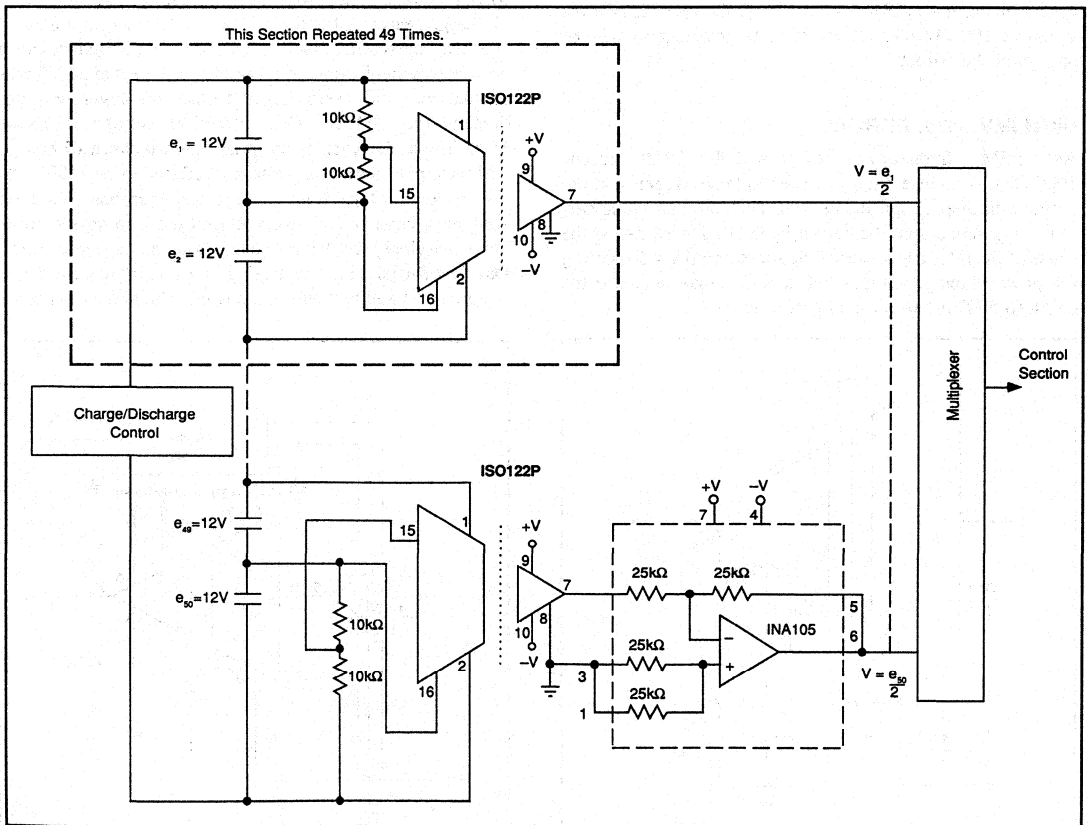 This Section Repeated 49 Times.
ISO122P
e₁ = 12V
10kΩ
10kΩ
1
15
16
2
+V
9
7
8
10
–V
e₂ = 12V
V = e₁
2
Multiplexer
Control
Section
Charge/Discharge
Control
ISO122P
e₄₉ = 12V
e₅₀ = 12V
10kΩ
10kΩ
15
1
16
2
+V
9
7
8
10
–V
+V
7
–V
4
25kΩ
25kΩ
5
INA105
–
+
6
3
25kΩ
1
25kΩ
V = e₅₀
2